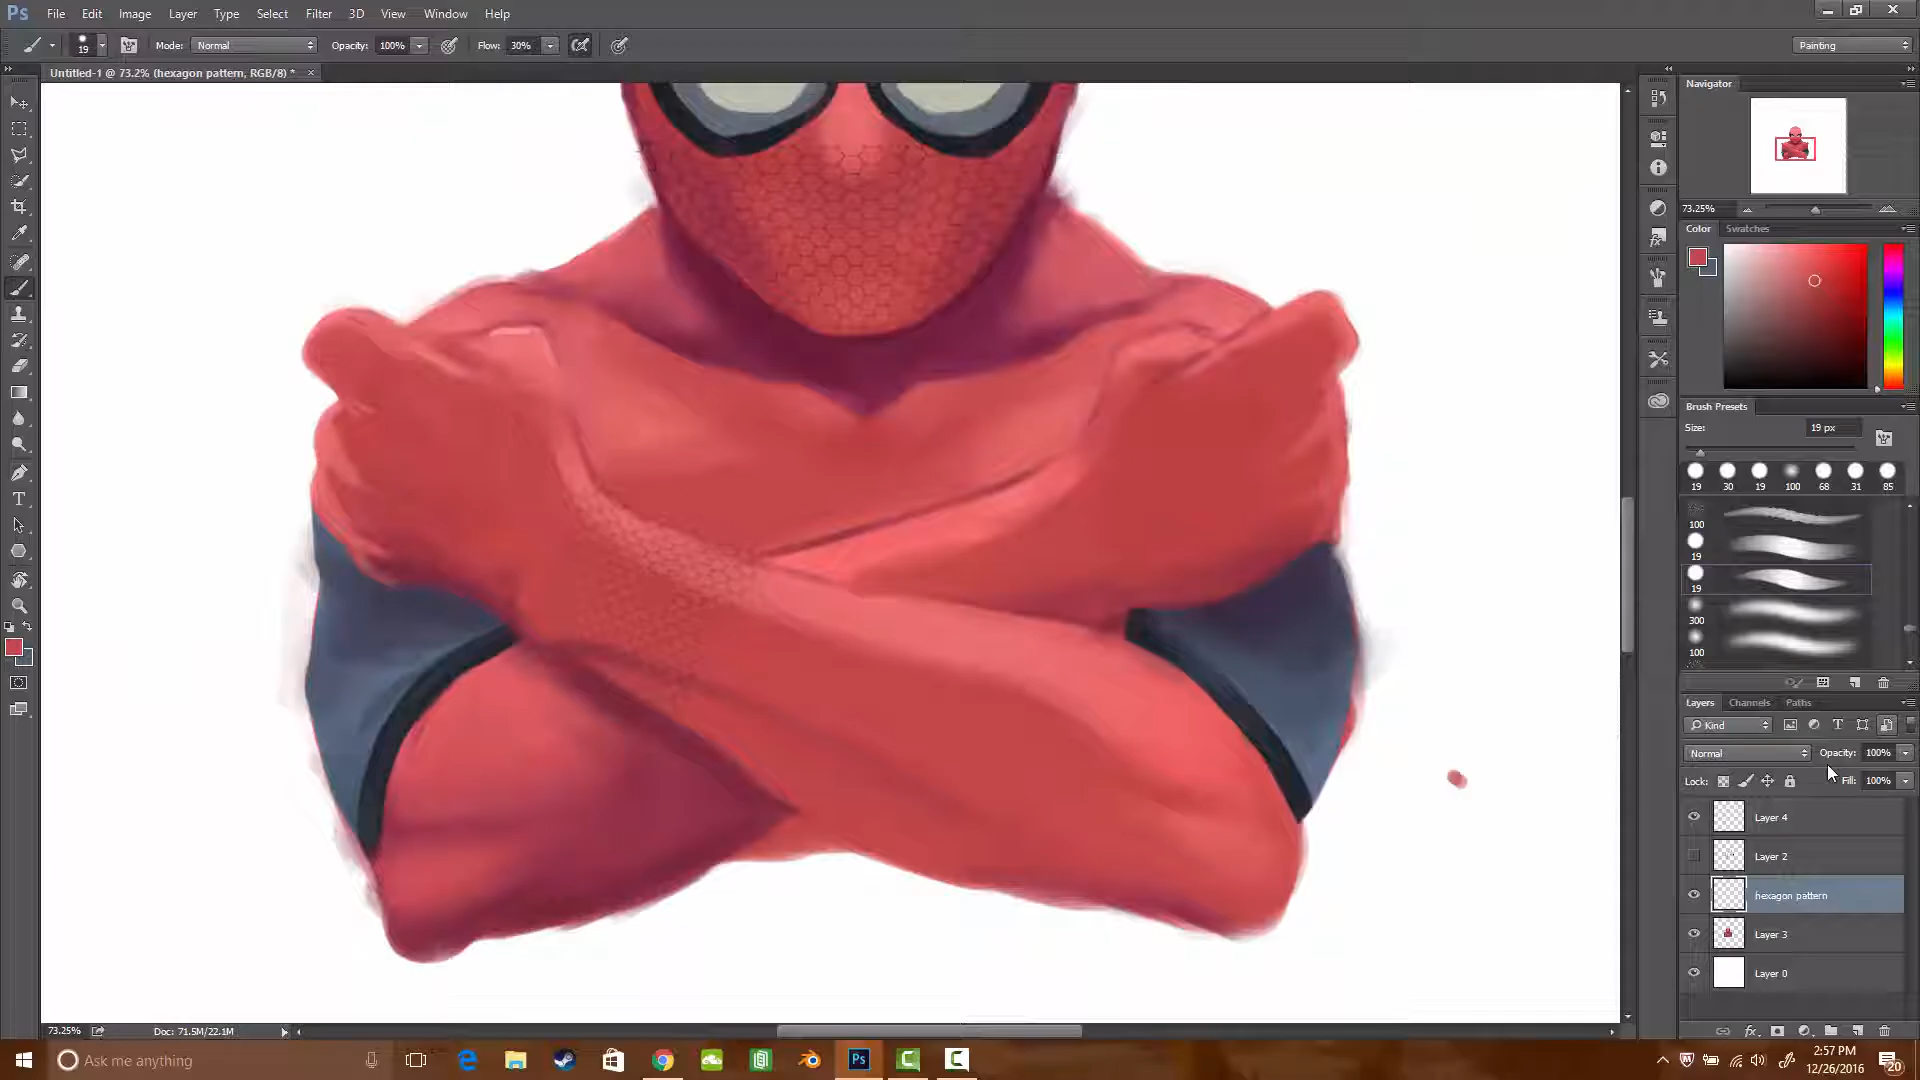 Ps File Edit Image Layer Type Select Filter 3D View Window Help
19 Mode: Normal Opacity: 100% Flow: 30% Painting
Untitled-1 @ 73.2% (hexagon pattern, RGB/8) * ×
Navigator
73.25%
Color Swatches
Brush Presets
Size: 19 px
19 30 19 100 68 31 85
100
19
19
300
100
Layers Channels Paths
Kind
Normal Opacity: 100%
Lock: Fill: 100%
Layer 4
Layer 2
hexagon pattern
Layer 3
Layer 0
fx
73.25% Doc: 71.5M/22.1M
Ask me anything Ps
2:57 PM
12/26/2016
20